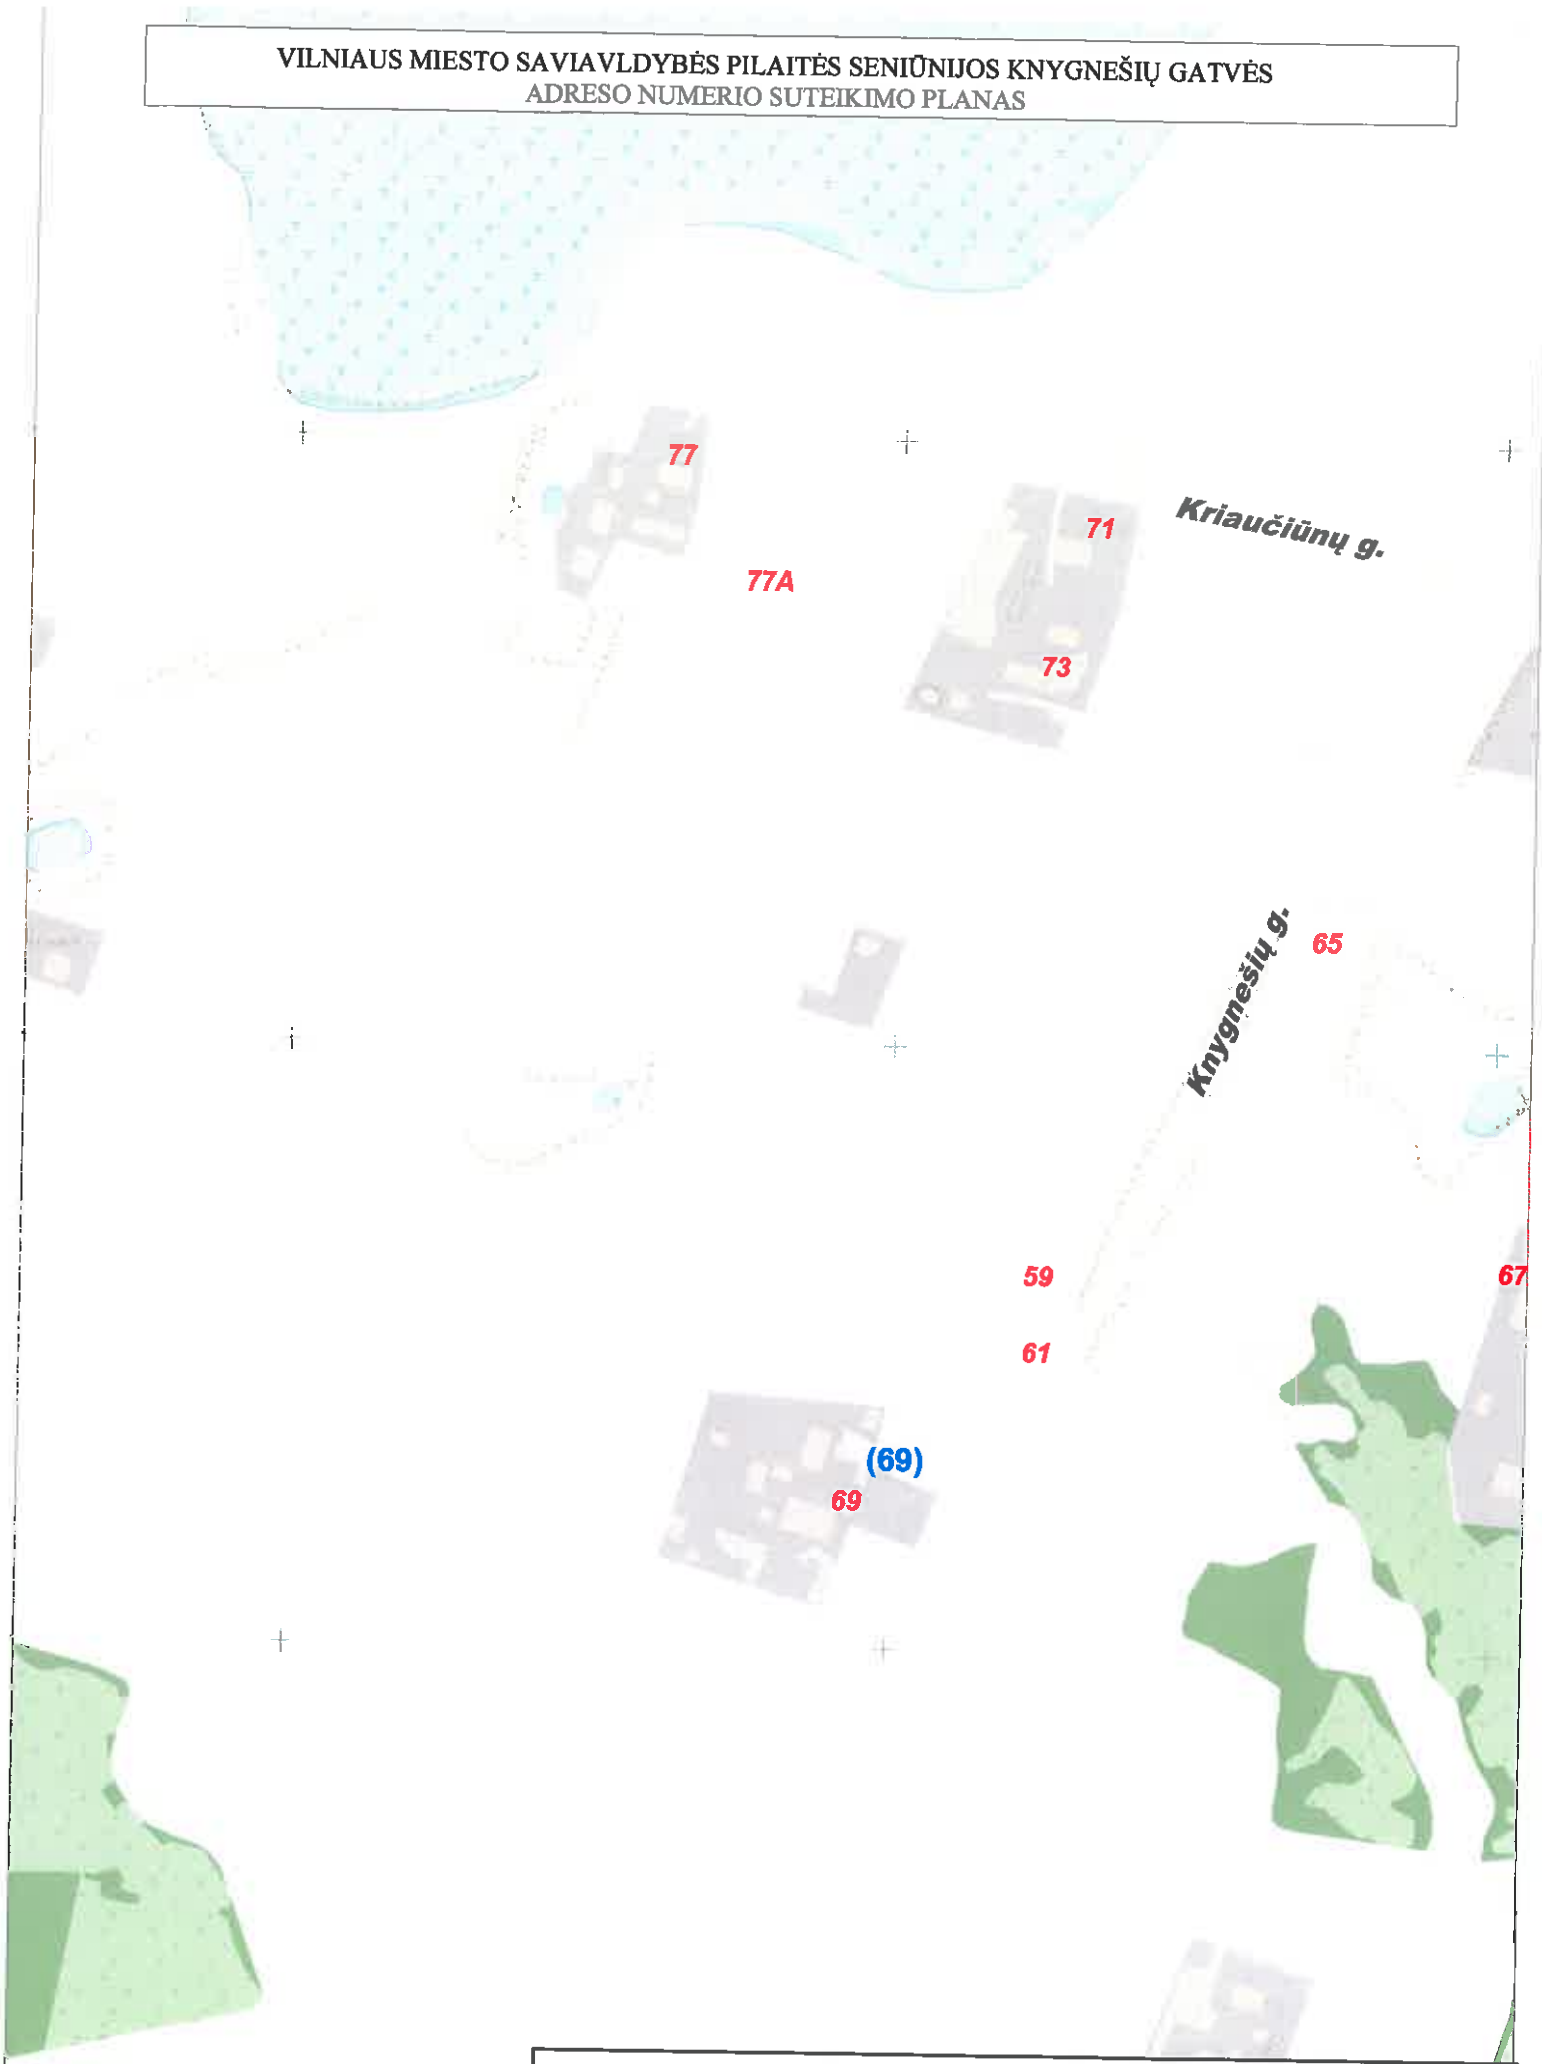 VILNIAUS MIESTO SAVIAVLDYBĖS PILAITĖS SENIŪNIJOS KNYGNEŠIŲ GATVĖS
ADRESO NUMERIO SUTEIKIMO PLANAS
77
71
Kriaučiūnų g.
77A
73
Knygnešių g.
65
59
67
61
(69)
69